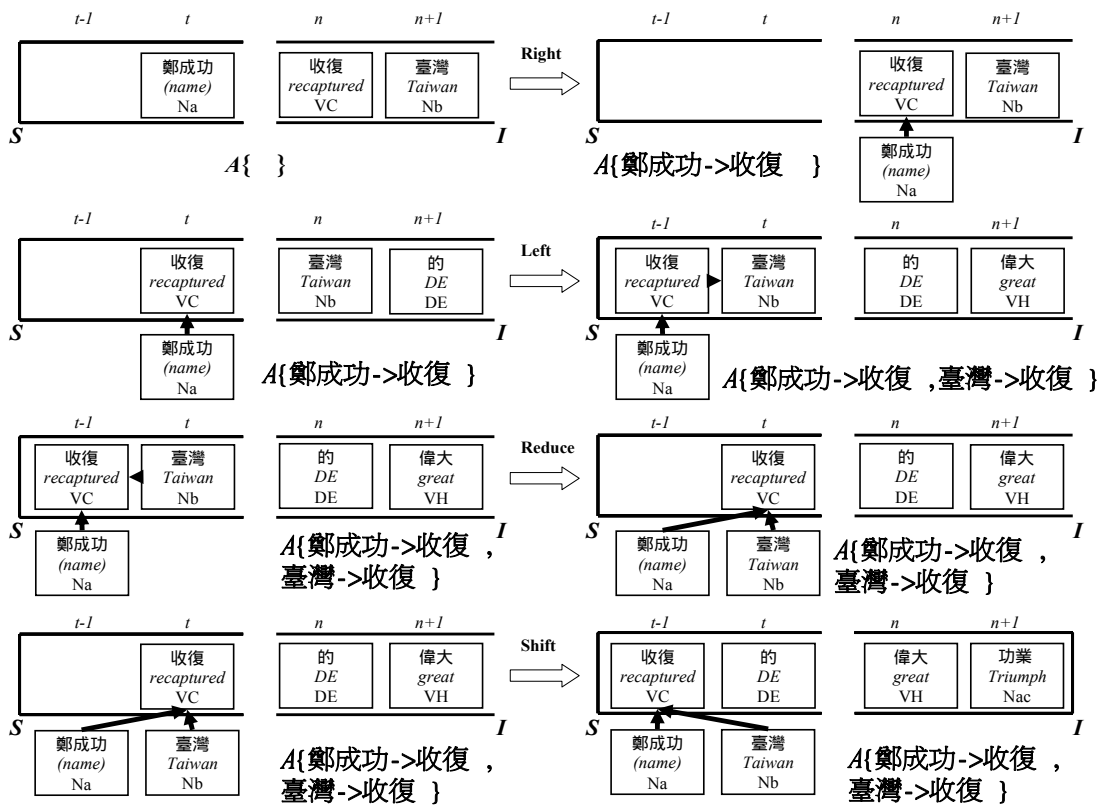 t-1 t n n+1 t-1 t n n+1
鄭成功 收復 臺灣 Right 收復 臺灣
(name) recaptured Taiwan recaptured Taiwan
Na VC Nb VC Nb
S I S I
A{ } A{鄭成功->收復 } 鄭成功
(name)
Na
t-1 t n n+1 t-1 t n n+1
收復 臺灣 的 Left 收復 臺灣 的 偉大
recaptured Taiwan DE recaptured Taiwan DE great
VC Nb DE VC Nb DE VH
S I S I
鄭成功 A{鄭成功->收復 } 鄭成功 A{鄭成功->收復 ,臺灣->收復 }
(name) (name)
Na Na
t-1 t n n+1 t-1 t n n+1
收復 臺灣 的 偉大 Reduce 收復 的 偉大
recaptured Taiwan DE great recaptured DE great
VC Nb DE VH VC DE VH
S I S I
鄭成功 A{鄭成功->收復 , 鄭成功 臺灣 A{鄭成功->收復 ,
(name) 臺灣->收復 } (name) Taiwan 臺灣->收復 }
Na Na Nb
t-1 t n n+1 t-1 t n n+1
收復 的 偉大 Shift 收復 的 偉大 功業
recaptured DE great recaptured DE great Triumph
VC DE VH VC DE VH Nac
S I S I
鄭成功 臺灣 A{鄭成功->收復 , 鄭成功 臺灣 A{鄭成功->收復 ,
(name) Taiwan 臺灣->收復 } (name) Taiwan 臺灣->收復 }
Na Nb Na Nb